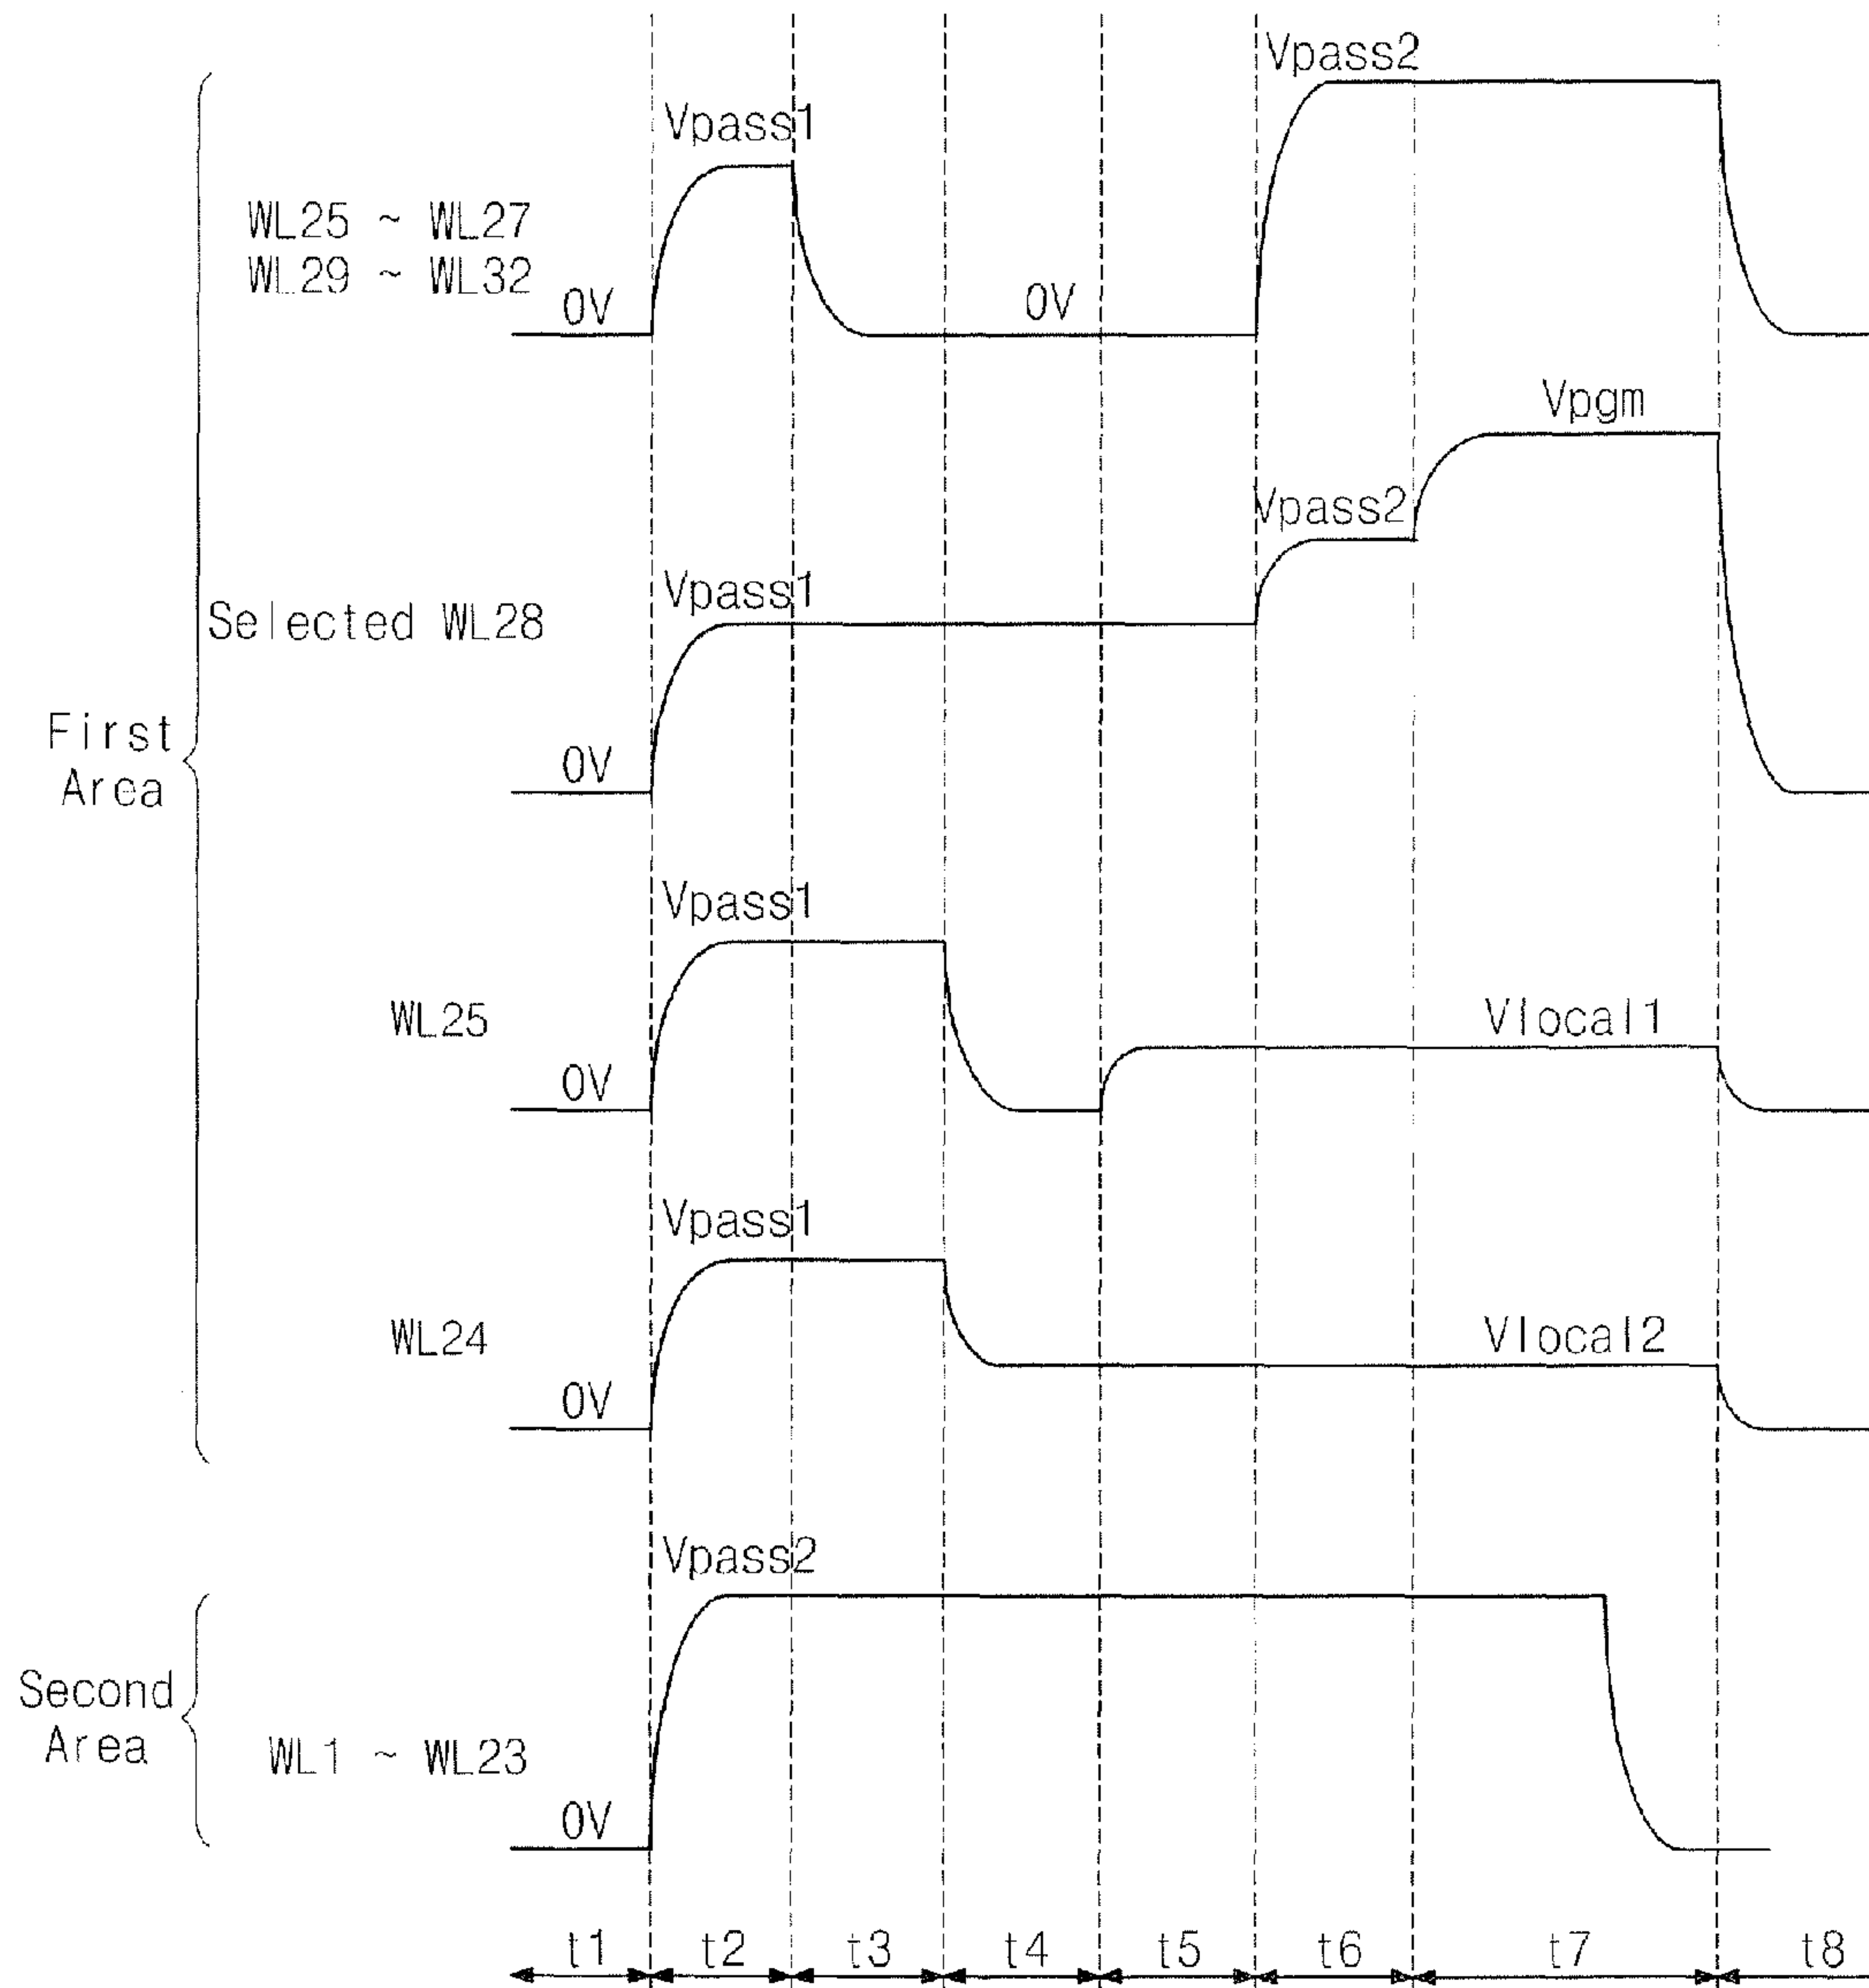 Vpass2
Vpass1
WL25 ~ WL27
WL29 ~ WL32
0V
0V
Vpgm
Vpass2
Vpass1
Selected WL28
First
Area
0V
Vpass1
WL25
Vlocal1
0V
Vpass1
WL24
Vlocal2
0V
Vpass2
Second
Area
WL1 ~ WL23
0V
t1 t2 t3 t4 t5 t6 t7 t8